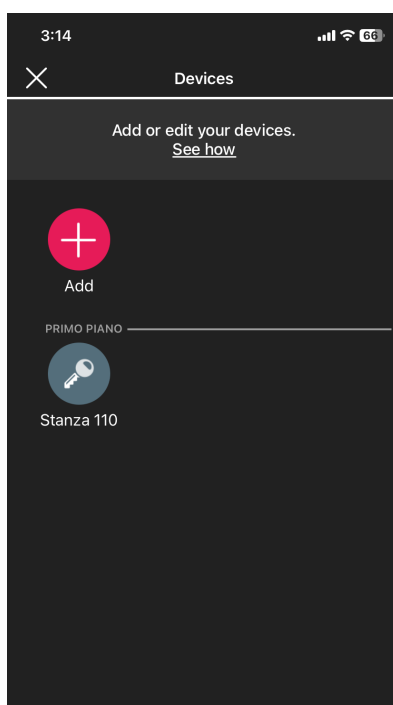 3:14
66
Devices
Add or edit your devices.
See how
Add
PRIMO PIANO
Stanza 110